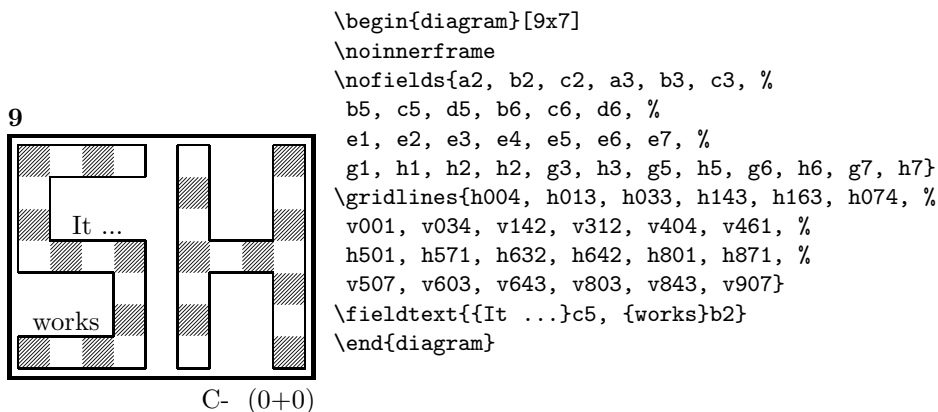 9
It ...
works
C- (0+0)
\begin{diagram}[9x7]
\noinnerframe
\nofields{a2, b2, c2, a3, b3, c3, %
b5, c5, d5, b6, c6, d6, %
e1, e2, e3, e4, e5, e6, e7, %
g1, h1, h2, h2, g3, h3, g5, h5, g6, h6, g7, h7}
\gridlines{h004, h013, h033, h143, h163, h074, %
v001, v034, v142, v312, v404, v461, %
h501, h571, h632, h642, h801, h871, %
v507, v603, v643, v803, v843, v907}
\fieldtext{{It ...}c5, {works}b2}
\end{diagram}